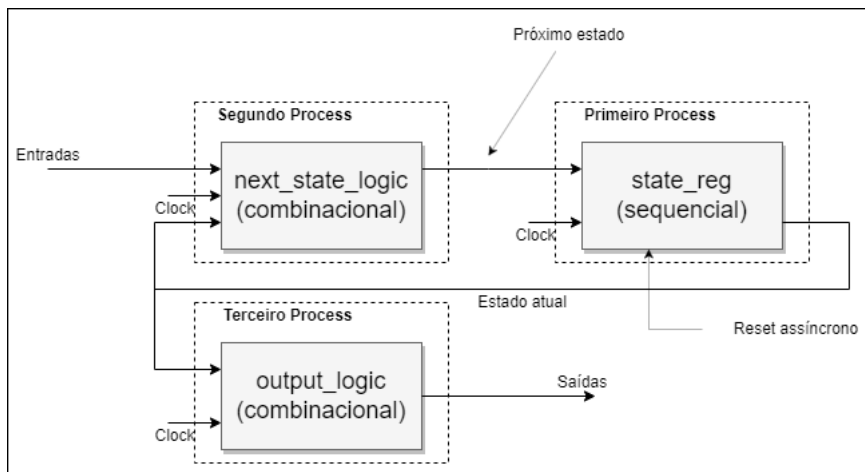 Próximo estado
Segundo Process
Primeiro Process
Entradas
next_state_logic
(combinacional)
state_reg
(sequencial)
Clock
Clock
Estado atual
Terceiro Process
Reset assíncrono
output_logic
(combinacional)
Saídas
Clock